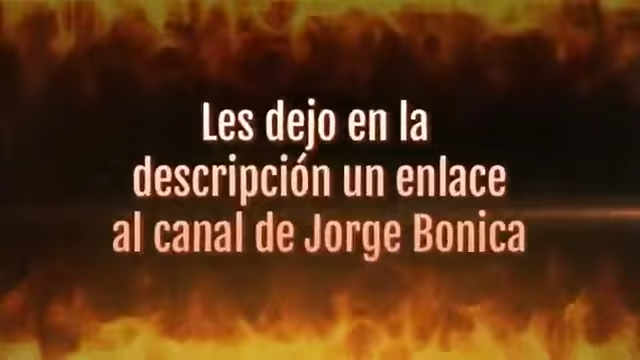 Les dejo en la
descripción un enlace
al canal de Jorge Bonica